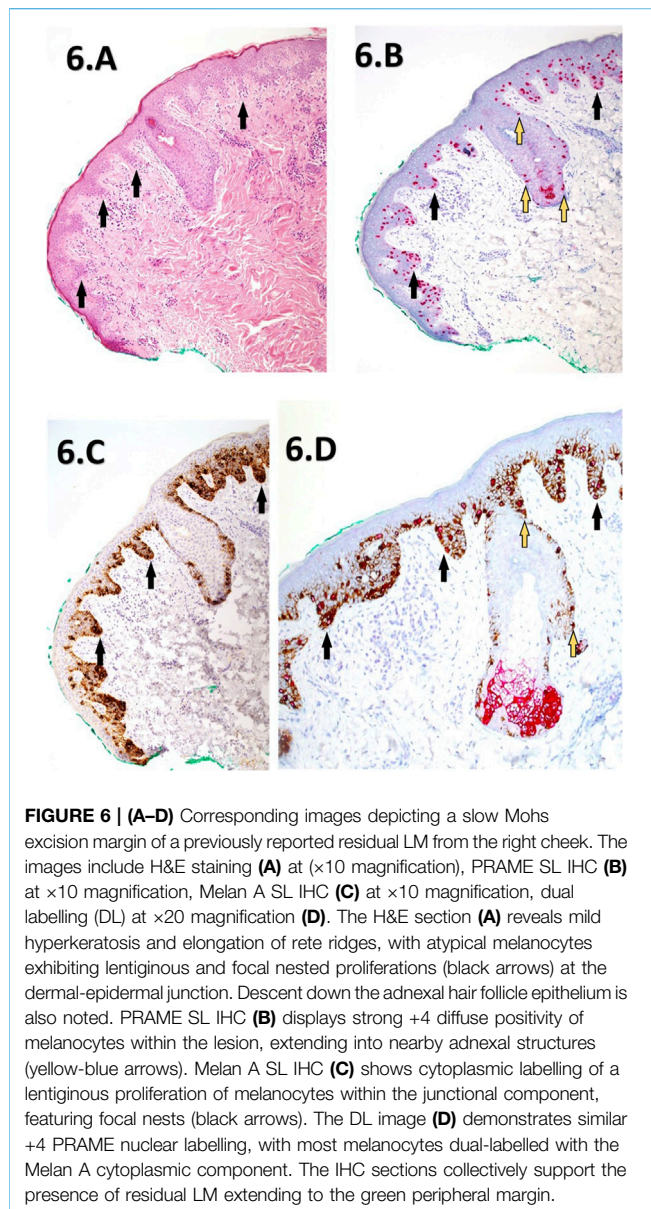 6.A
6.B
6.C
6.D
FIGURE 6 | (A–D) Corresponding images depicting a slow Mohs
excision margin of a previously reported residual LM from the right cheek. The
images include H&E staining (A) at (×10 magnification), PRAME SL IHC (B)
at ×10 magnification, Melan A SL IHC (C) at ×10 magnification, dual
labelling (DL) at ×20 magnification (D). The H&E section (A) reveals mild
hyperkeratosis and elongation of rete ridges, with atypical melanocytes
exhibiting lentiginous and focal nested proliferations (black arrows) at the
dermal-epidermal junction. Descent down the adnexal hair follicle epithelium is
also noted. PRAME SL IHC (B) displays strong +4 diffuse positivity of
melanocytes within the lesion, extending into nearby adnexal structures
(yellow-blue arrows). Melan A SL IHC (C) shows cytoplasmic labelling of a
lentiginous proliferation of melanocytes within the junctional component,
featuring focal nests (black arrows). The DL image (D) demonstrates similar
+4 PRAME nuclear labelling, with most melanocytes dual-labelled with the
Melan A cytoplasmic component. The IHC sections collectively support the
presence of residual LM extending to the green peripheral margin.